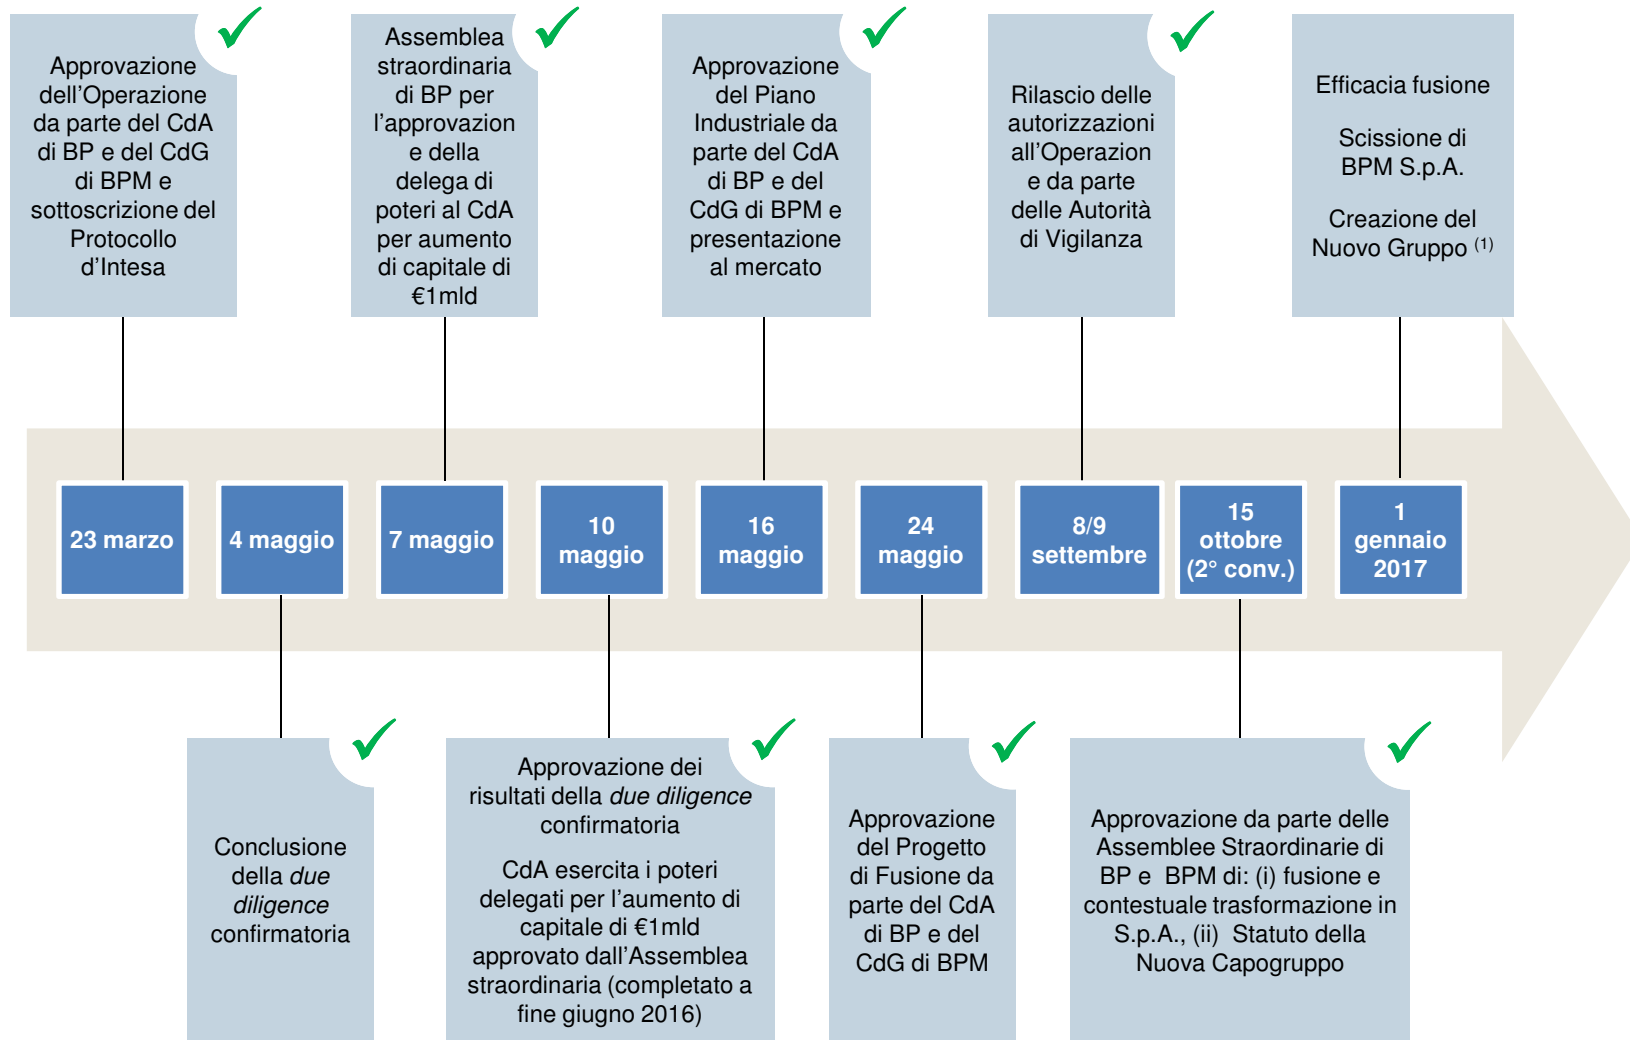 Approvazione
dell'Operazione
da parte del CdA
di BP e del CdG
di BPM e
sottoscrizione del
Protocollo
d'Intesa
Assemblea
straordinaria
di BP per
l'approvazion
e della
delega di
poteri al CdA
per aumento
di capitale di
€1mld
Approvazione
del Piano
Industriale da
parte del CdA
di BP e del
CdG di BPM e
presentazione
al mercato
Rilascio delle
autorizzazioni
all'Operazion
e da parte
delle Autorità
di Vigilanza
Efficacia fusione
Scissione di
BPM S.p.A.
Creazione del
Nuovo Gruppo (1)
23 marzo
4 maggio
7 maggio
10
maggio
16
maggio
24
maggio
8/9
settembre
15
ottobre
(2° conv.)
1
gennaio
2017
Conclusione
della due
diligence
confirmatoria
Approvazione dei
risultati della due diligence
confirmatoria
CdA esercita i poteri
delegati per l'aumento di
capitale di €1mld
approvato dall'Assemblea
straordinaria (completato a
fine giugno 2016)
Approvazione
del Progetto
di Fusione da
parte del CdA
di BP e del
CdG di BPM
Approvazione da parte delle
Assemblee Straordinarie di
BP e BPM di: (i) fusione e
contestuale trasformazione in
S.p.A., (ii) Statuto della
Nuova Capogruppo